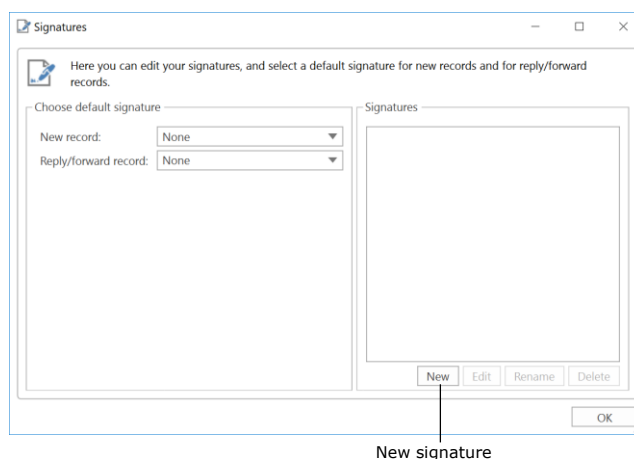 Signatures
Here you can edit your signatures, and select a default signature for new records and for reply/forward
records.
Choose default signature
New record: None
Reply/forward record: None
Signatures
New Edit Rename Delete
OK
New signature